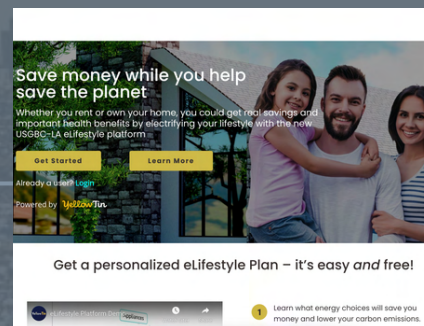 Save money while you help
save the planet
Whether you rent or own your home, you could get real savings and
important health benefits by electrifying your lifestyle with the new
USGBC-LA eLifestyle platform
Get Started
Learn More
Already a user? Login
Powered by YellowTin
Get a personalized eLifestyle Plan – it's easy and free!
eLifestyle Platform
appliances
1
Learn what energy choices will save you
money and lower your carbon emissions.